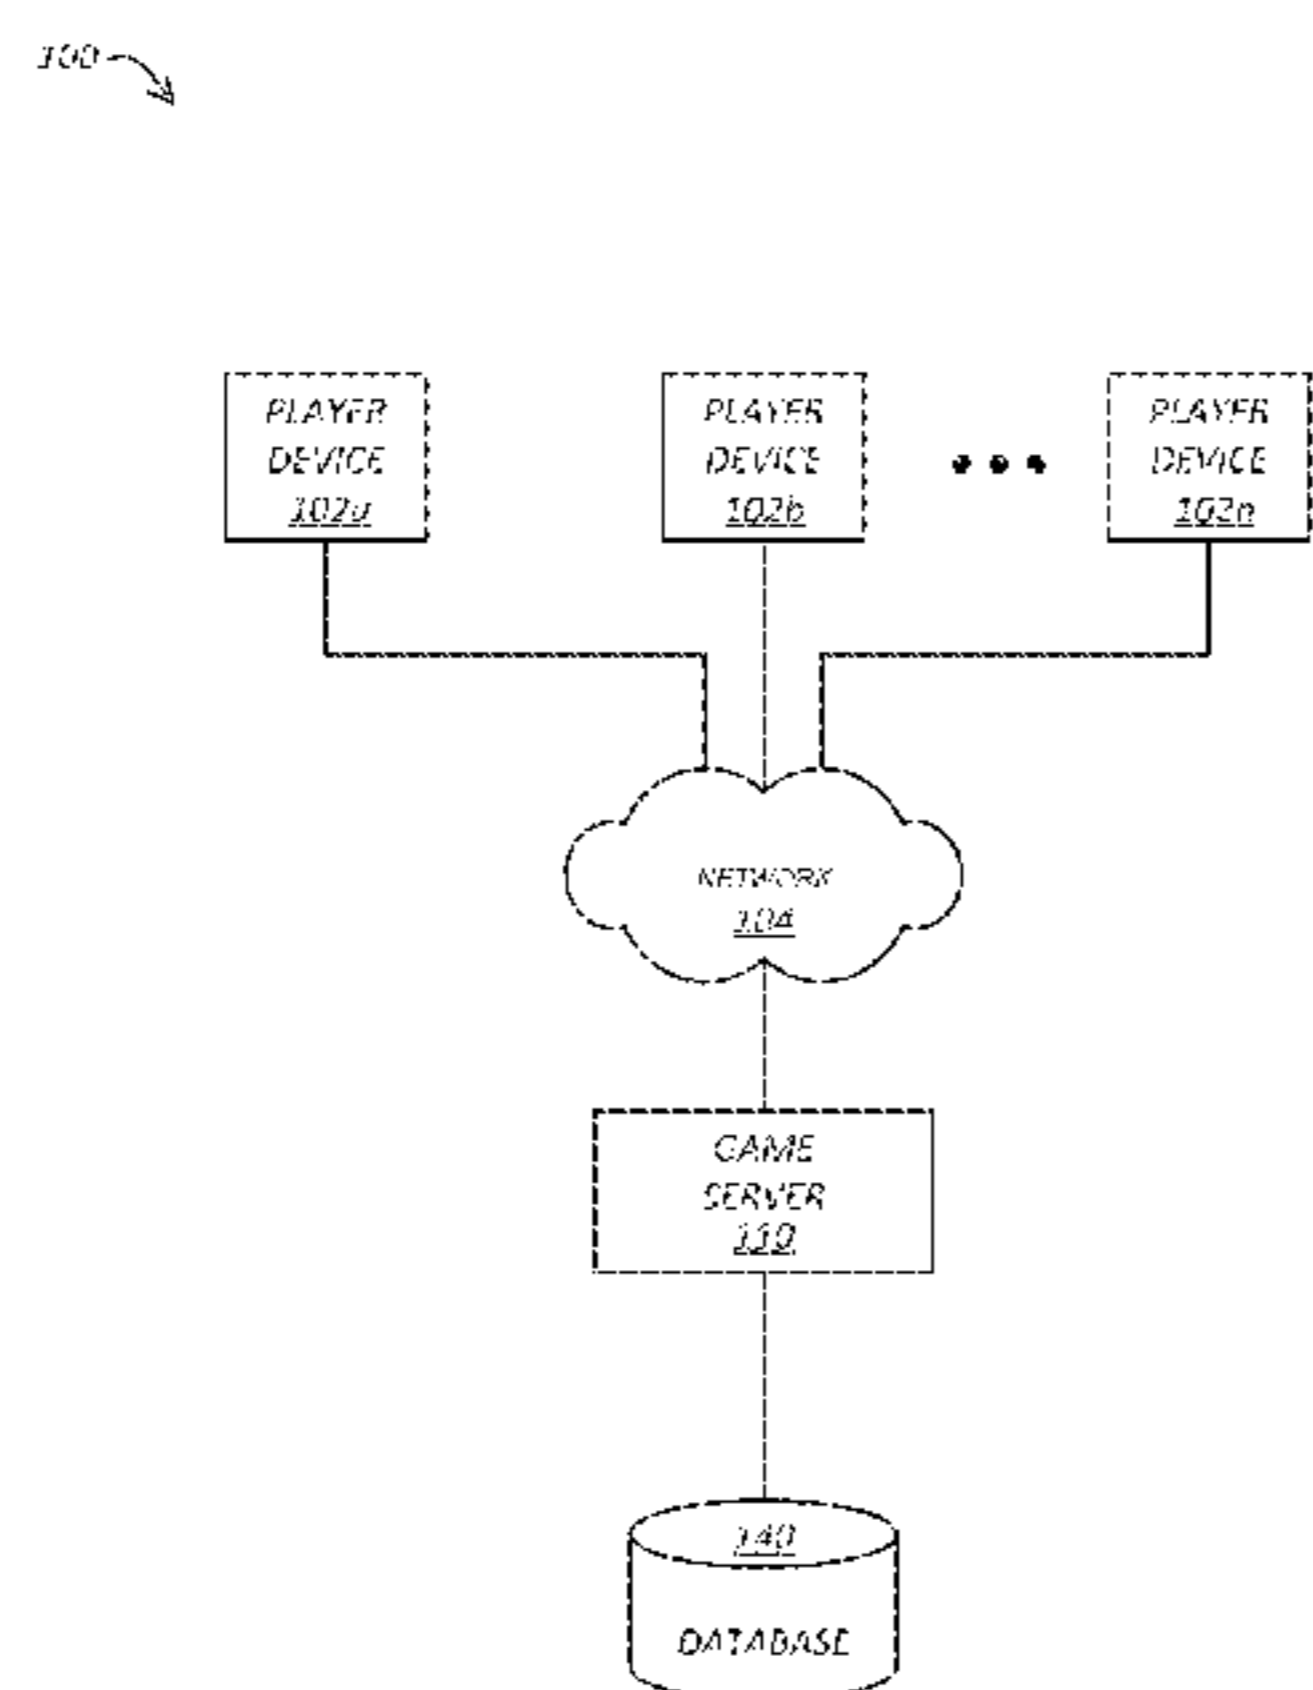 100
PLAYER
DEVICE
102a
PLAYER
DEVICE
102b
PLAYER
DEVICE
102n
NETWORK
104
GAME
SERVER
110
140
DATABASE